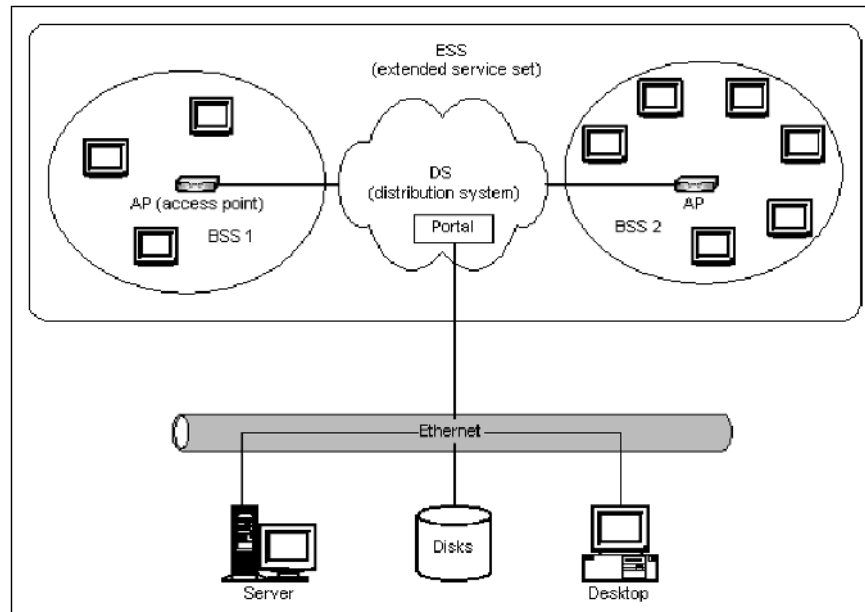 ESS
(extended service set)
DS
(distribution system)
Portal
AP (access point)
BSS 1
AP
BSS 2
Ethernet
Server
Disks
Desktop